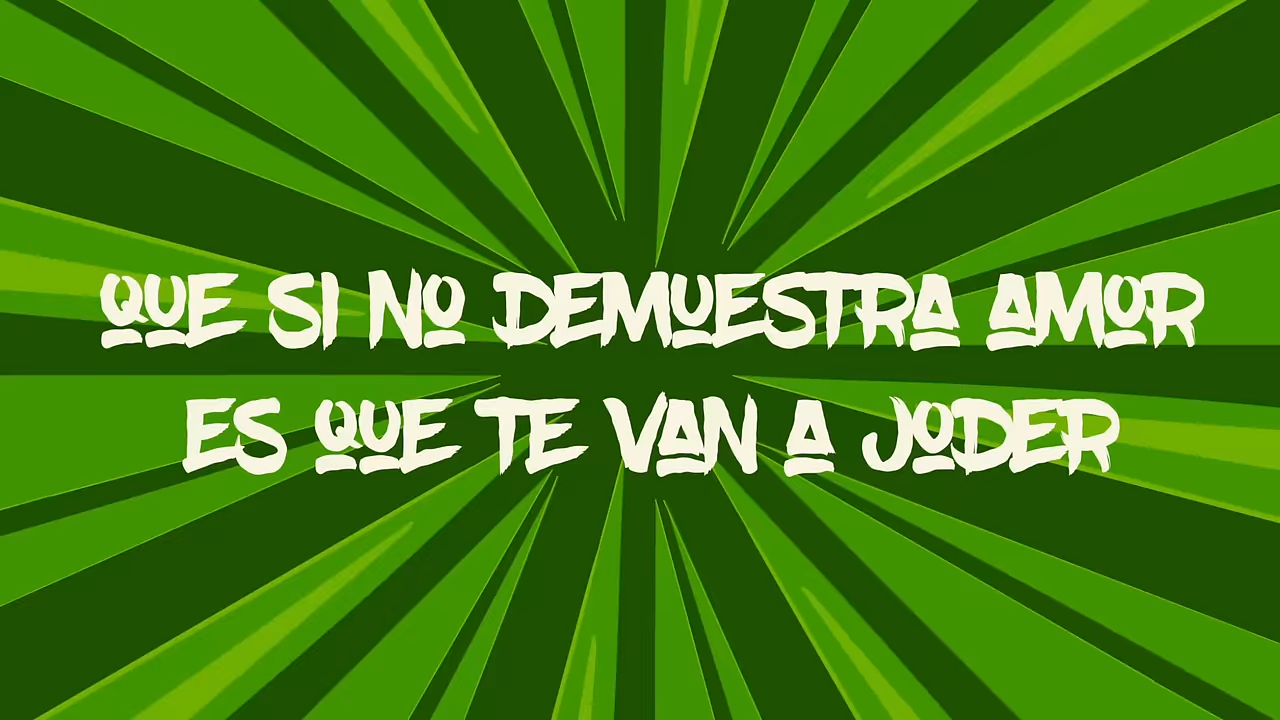 QUE SI NO DEMUESTRA AMOR
ES QUE TE VAN A JODER